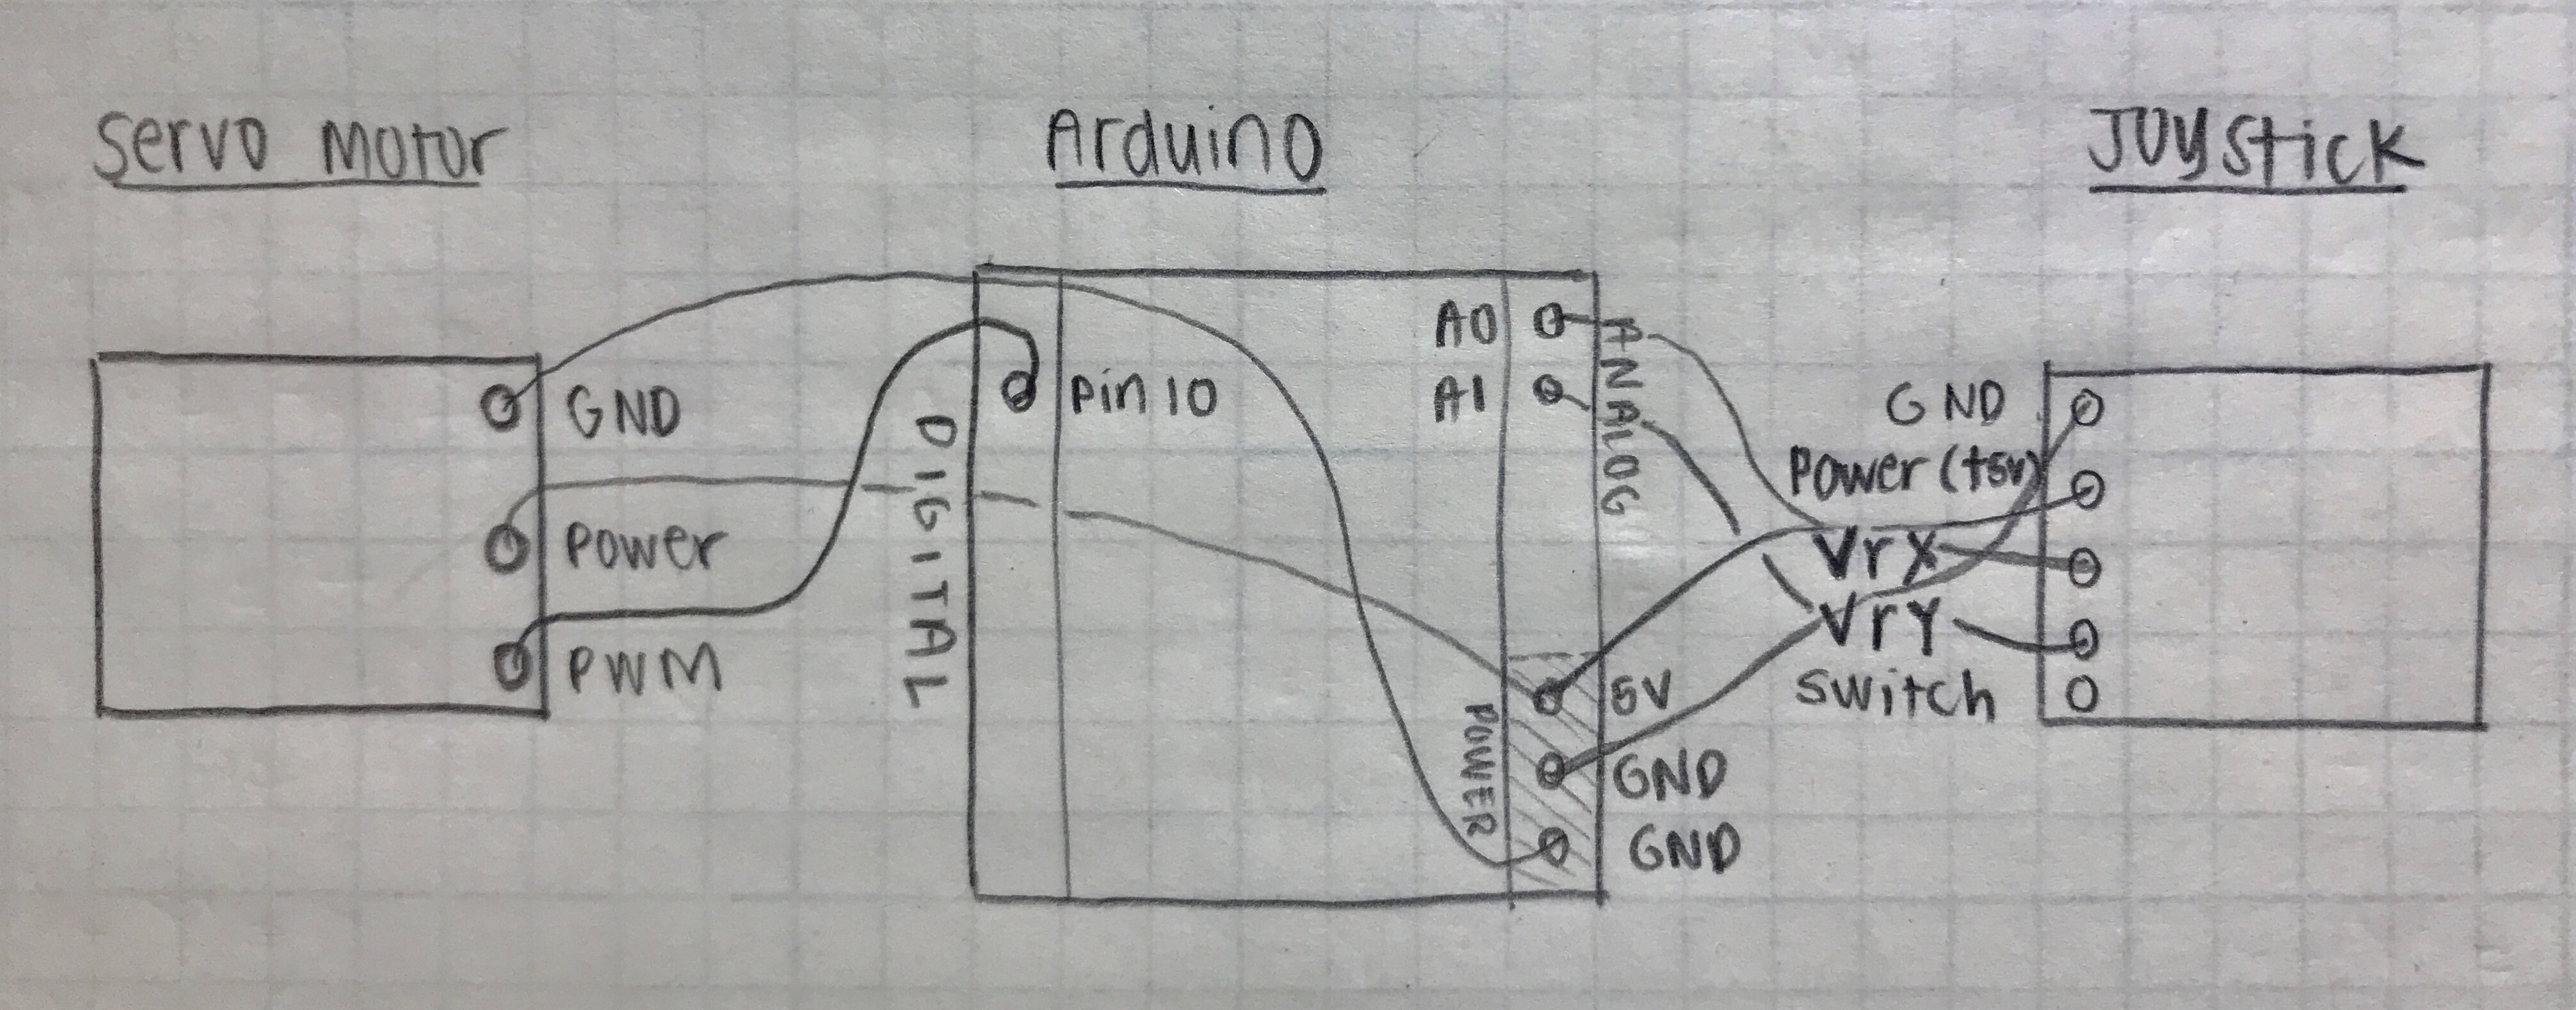 Servo Motor
Arduino
Joystick
GND
Power
PWM
DIGITAL
Pin 10
A0
A1
ANALOG
POWER
5V
GND
GND
GND
Power (+5V)
VrX
VrY
Switch